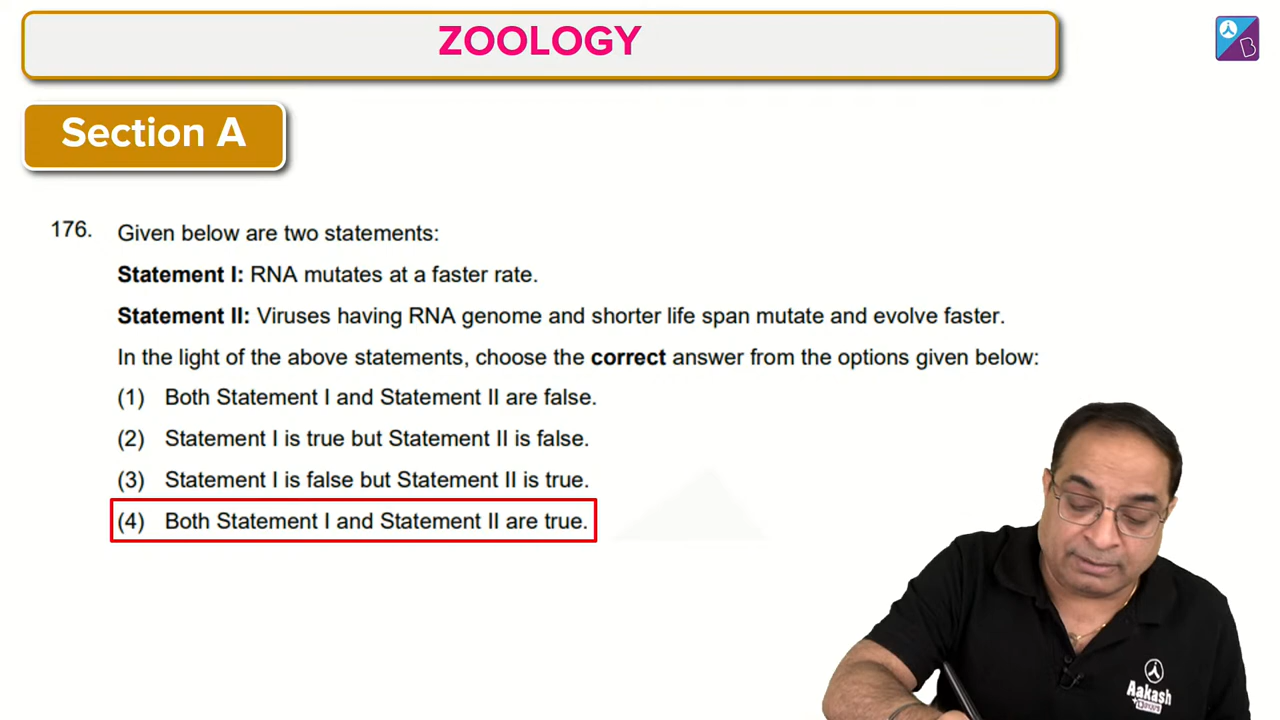 ZOOLOGY
Section A
176. Given below are two statements:
Statement I: RNA mutates at a faster rate.
Statement II: Viruses having RNA genome and shorter life span mutate and evolve faster.
In the light of the above statements, choose the correct answer from the options given below:
(1) Both Statement I and Statement II are false.
(2) Statement I is true but Statement II is false.
(3) Statement I is false but Statement II is true.
(4) Both Statement I and Statement II are true.
Aakash